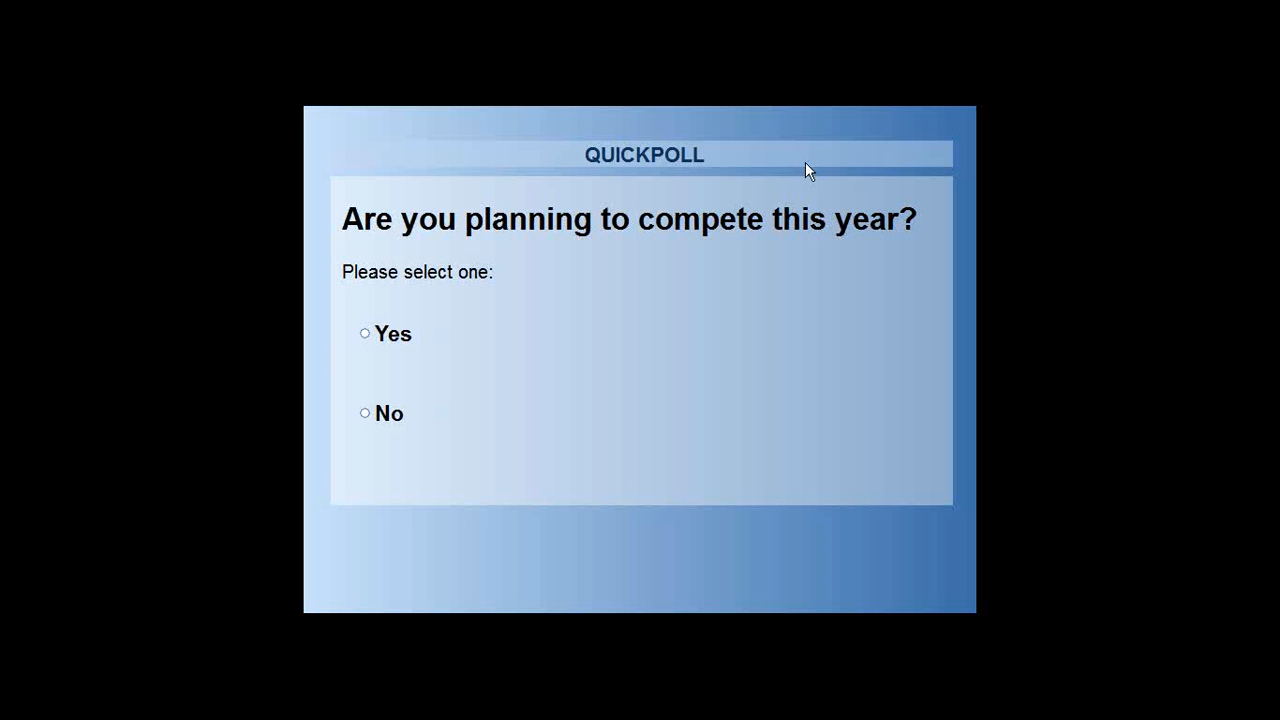 QUICKPOLL
Are you planning to compete this year?
Please select one:
Yes
No